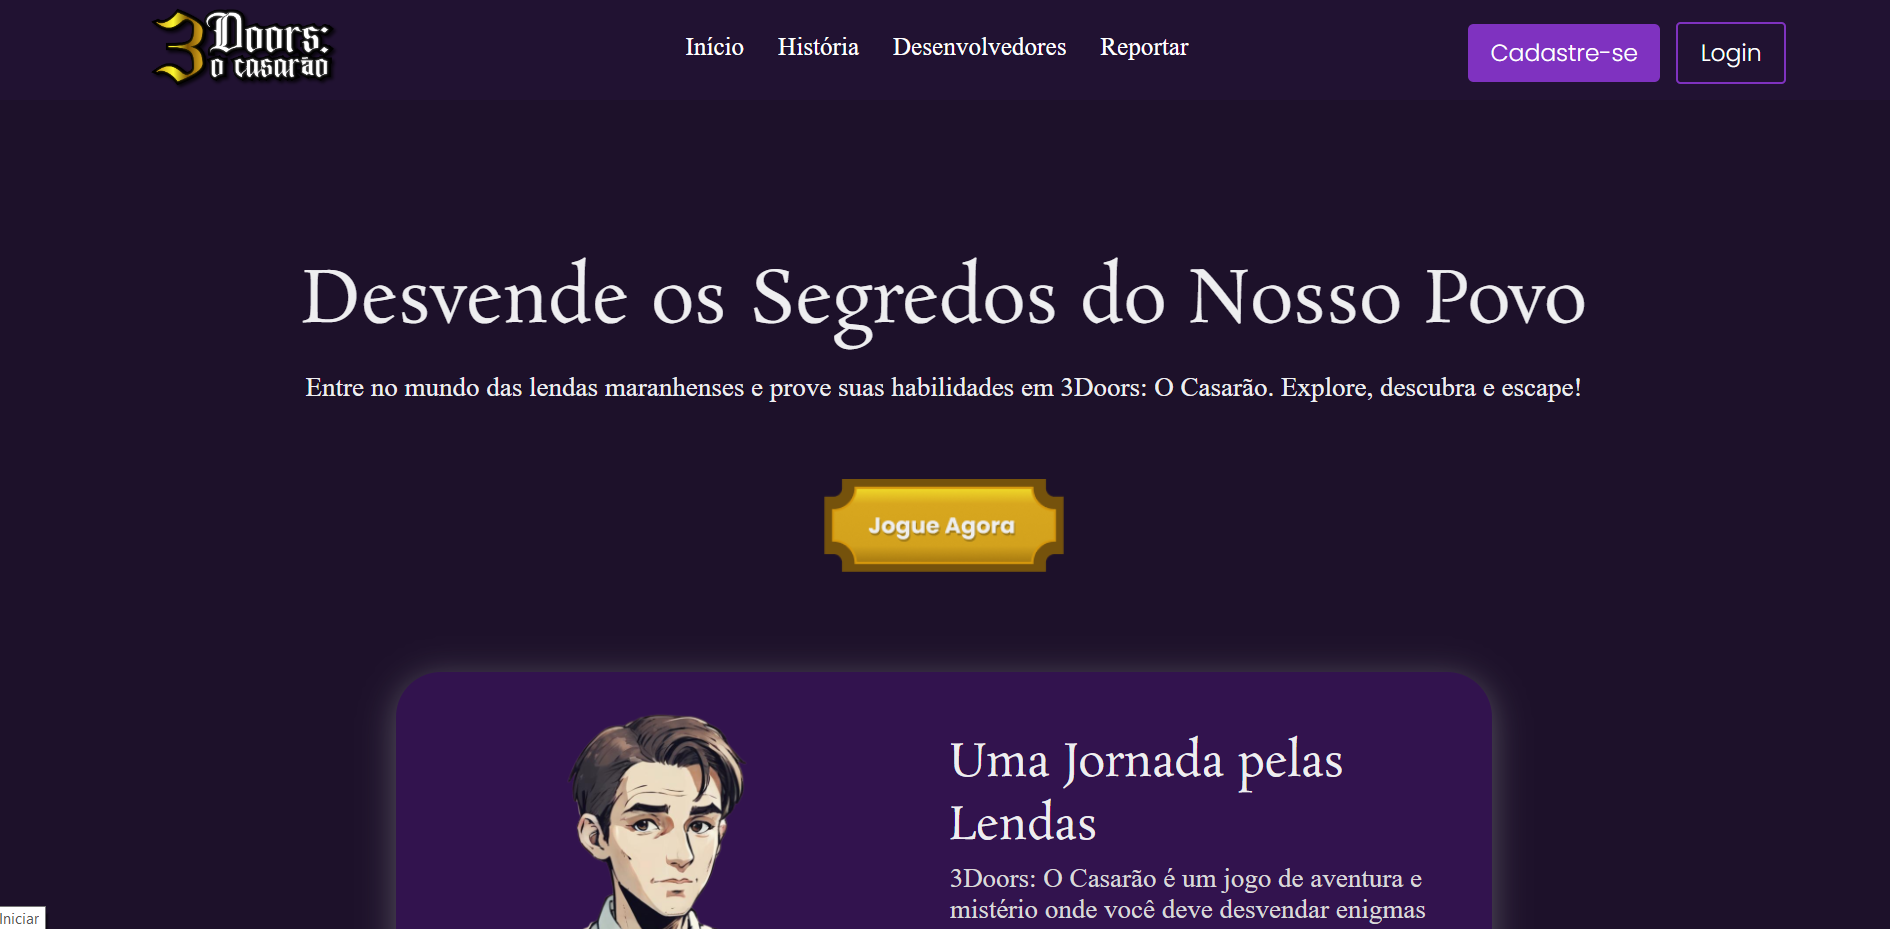 3Doors:
o casarão
Início História Desenvolvedores Reportar
Cadastre-se Login
Desvende os Segredos do Nosso Povo
Entre no mundo das lendas maranhenses e prove suas habilidades em 3Doors: O Casarão. Explore, descubra e escape!
Jogue Agora
Uma Jornada pelas
Lendas
3Doors: O Casarão é um jogo de aventura e
mistério onde você deve desvendar enigmas
Iniciar